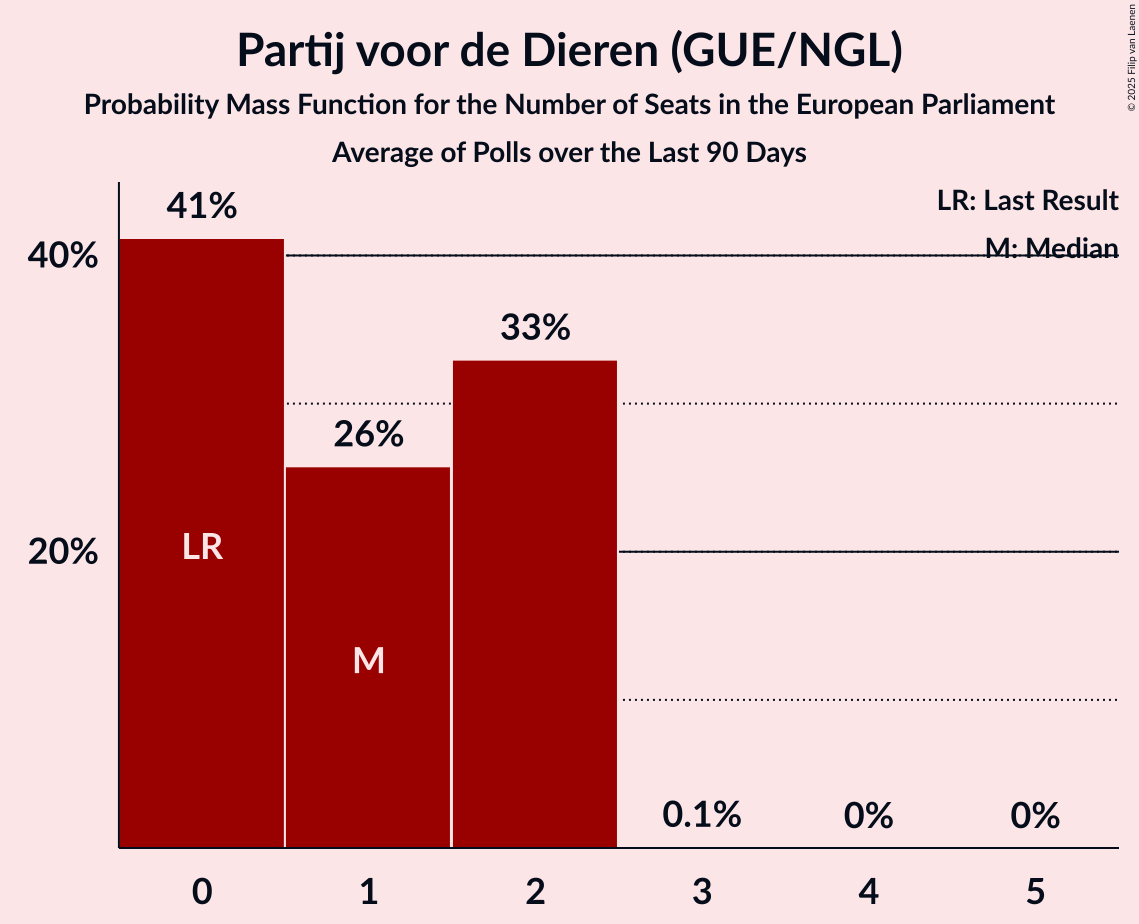 Partij voor de Dieren (GUE/NGL)
Probability Mass Function for the Number of Seats in the European Parliament
Average of Polls over the Last 90 Days
© 2025 Filip van Laenen
LR: Last Result
M: Median
41%
40%
33%
26%
LR
20%
M
0.1%
0%
0%
0
1
2
3
4
5